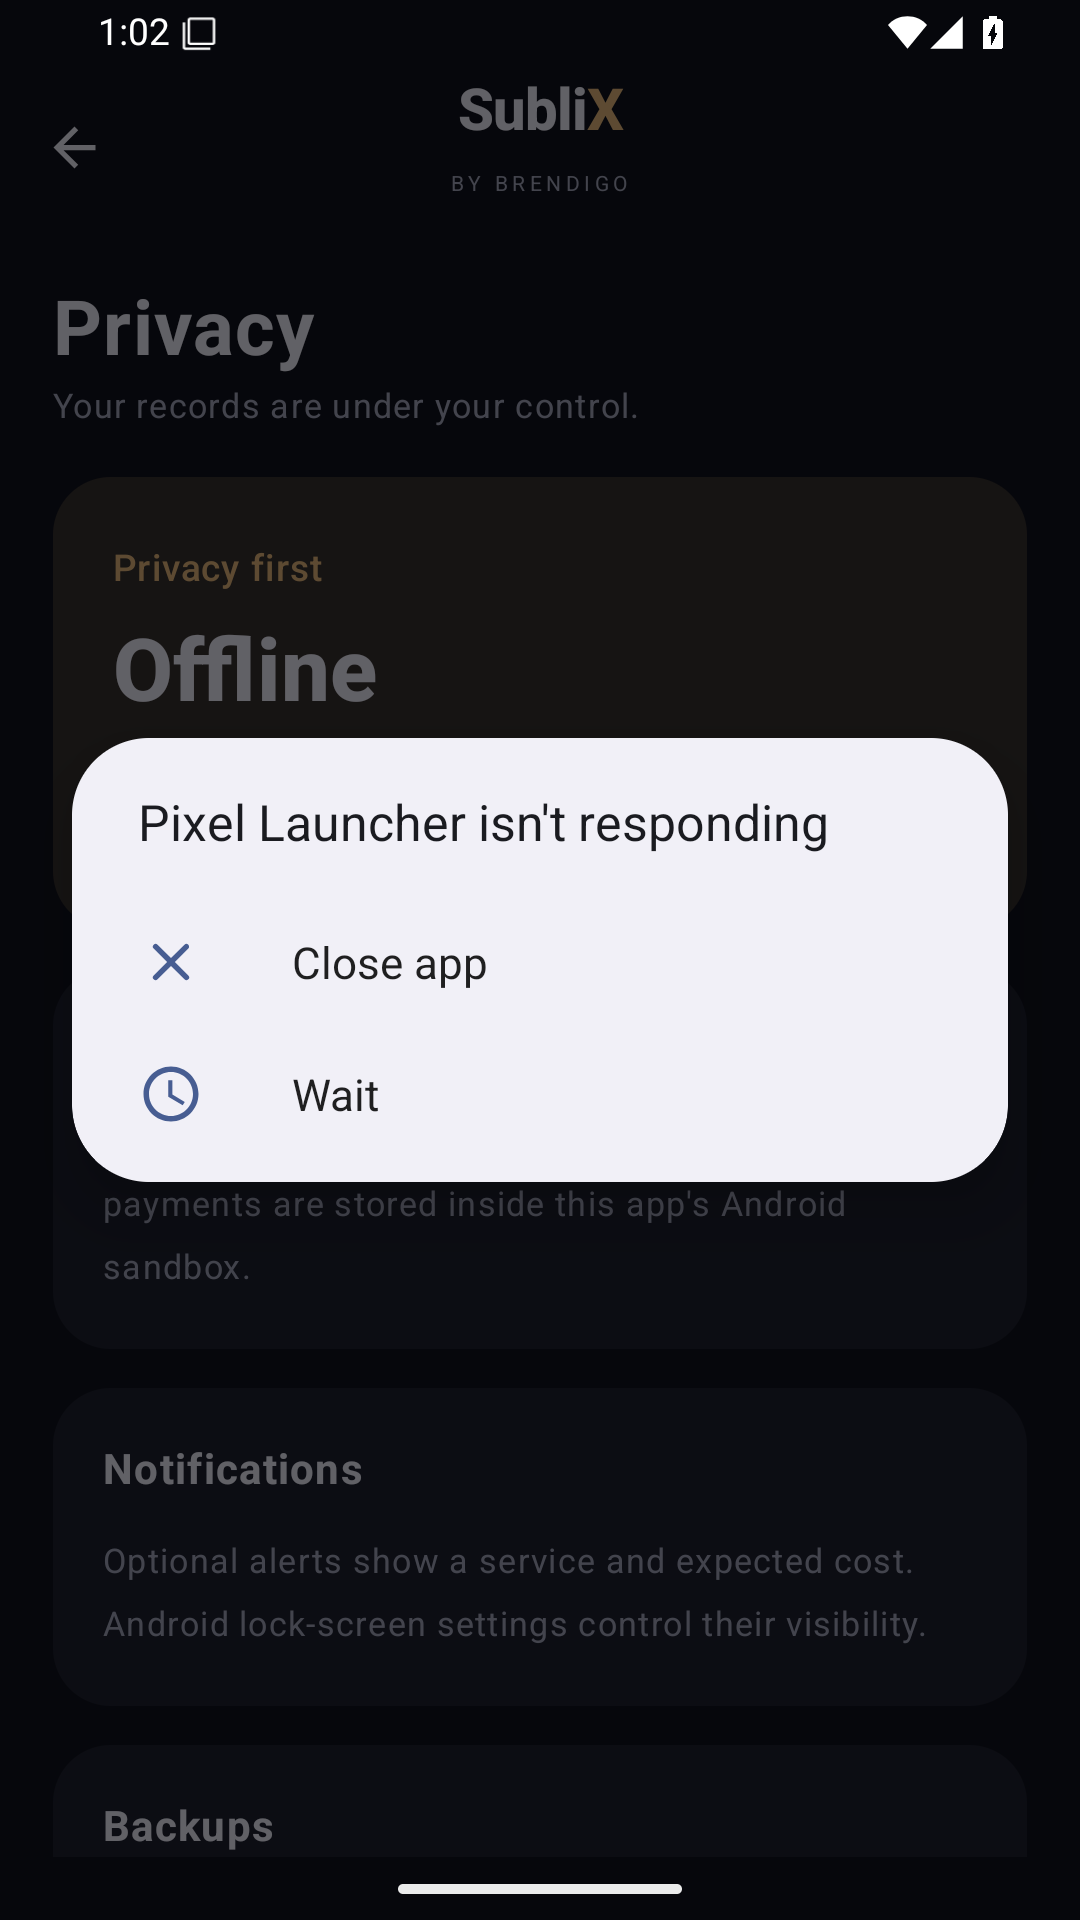 1:02
SubliX
BY BRENDIGO
Privacy
Your records are under your control.
Privacy first
Offline
Pixel Launcher isn't responding
Close app
Wait
payments are stored inside this app's Android
sandbox.
Notifications
Optional alerts show a service and expected cost.
Android lock-screen settings control their visibility.
Backups